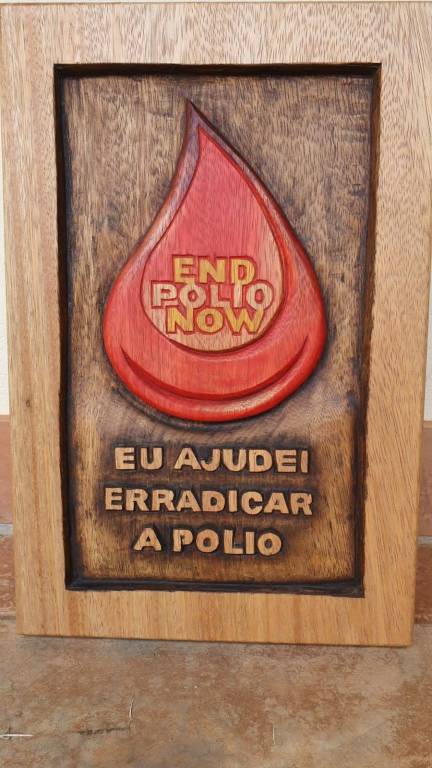 END
POLIO
NOW
EU AJUDEI
ERRADICAR
A POLIO